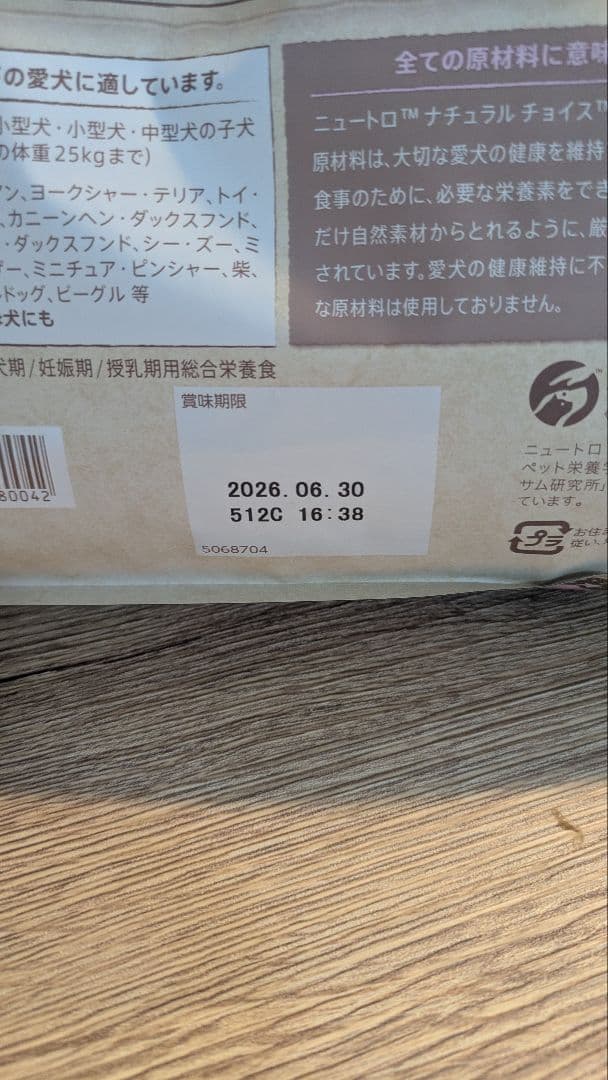 の愛犬に適しています。
小型犬・小型犬・中型犬の子犬
の体重25kgまで)
アン、ヨークシャー・テリア、トイ・
、カニーンヘン・ダックスフンド、
・ダックスフンド、シー・ズー、ミ
ザー、ミニチュア・ピンシャー、柴、
ルドッグ、ビーグル 等
犬にも
犬期/妊娠期/授乳期用総合栄養食
80042
全ての原材料に意味
ニュートロ™ ナチュラル チョイス™
原材料は、大切な愛犬の健康を維持
食事のために、必要な栄養素をでき
だけ自然素材からとれるように、厳
されています。愛犬の健康維持に不
な原材料は使用しておりません。
賞味期限
2026.06.30
512C 16:38
5068704
ニュートロ
ペット栄養学
サム研究所」
ています。
プラ
お住ま
従い、